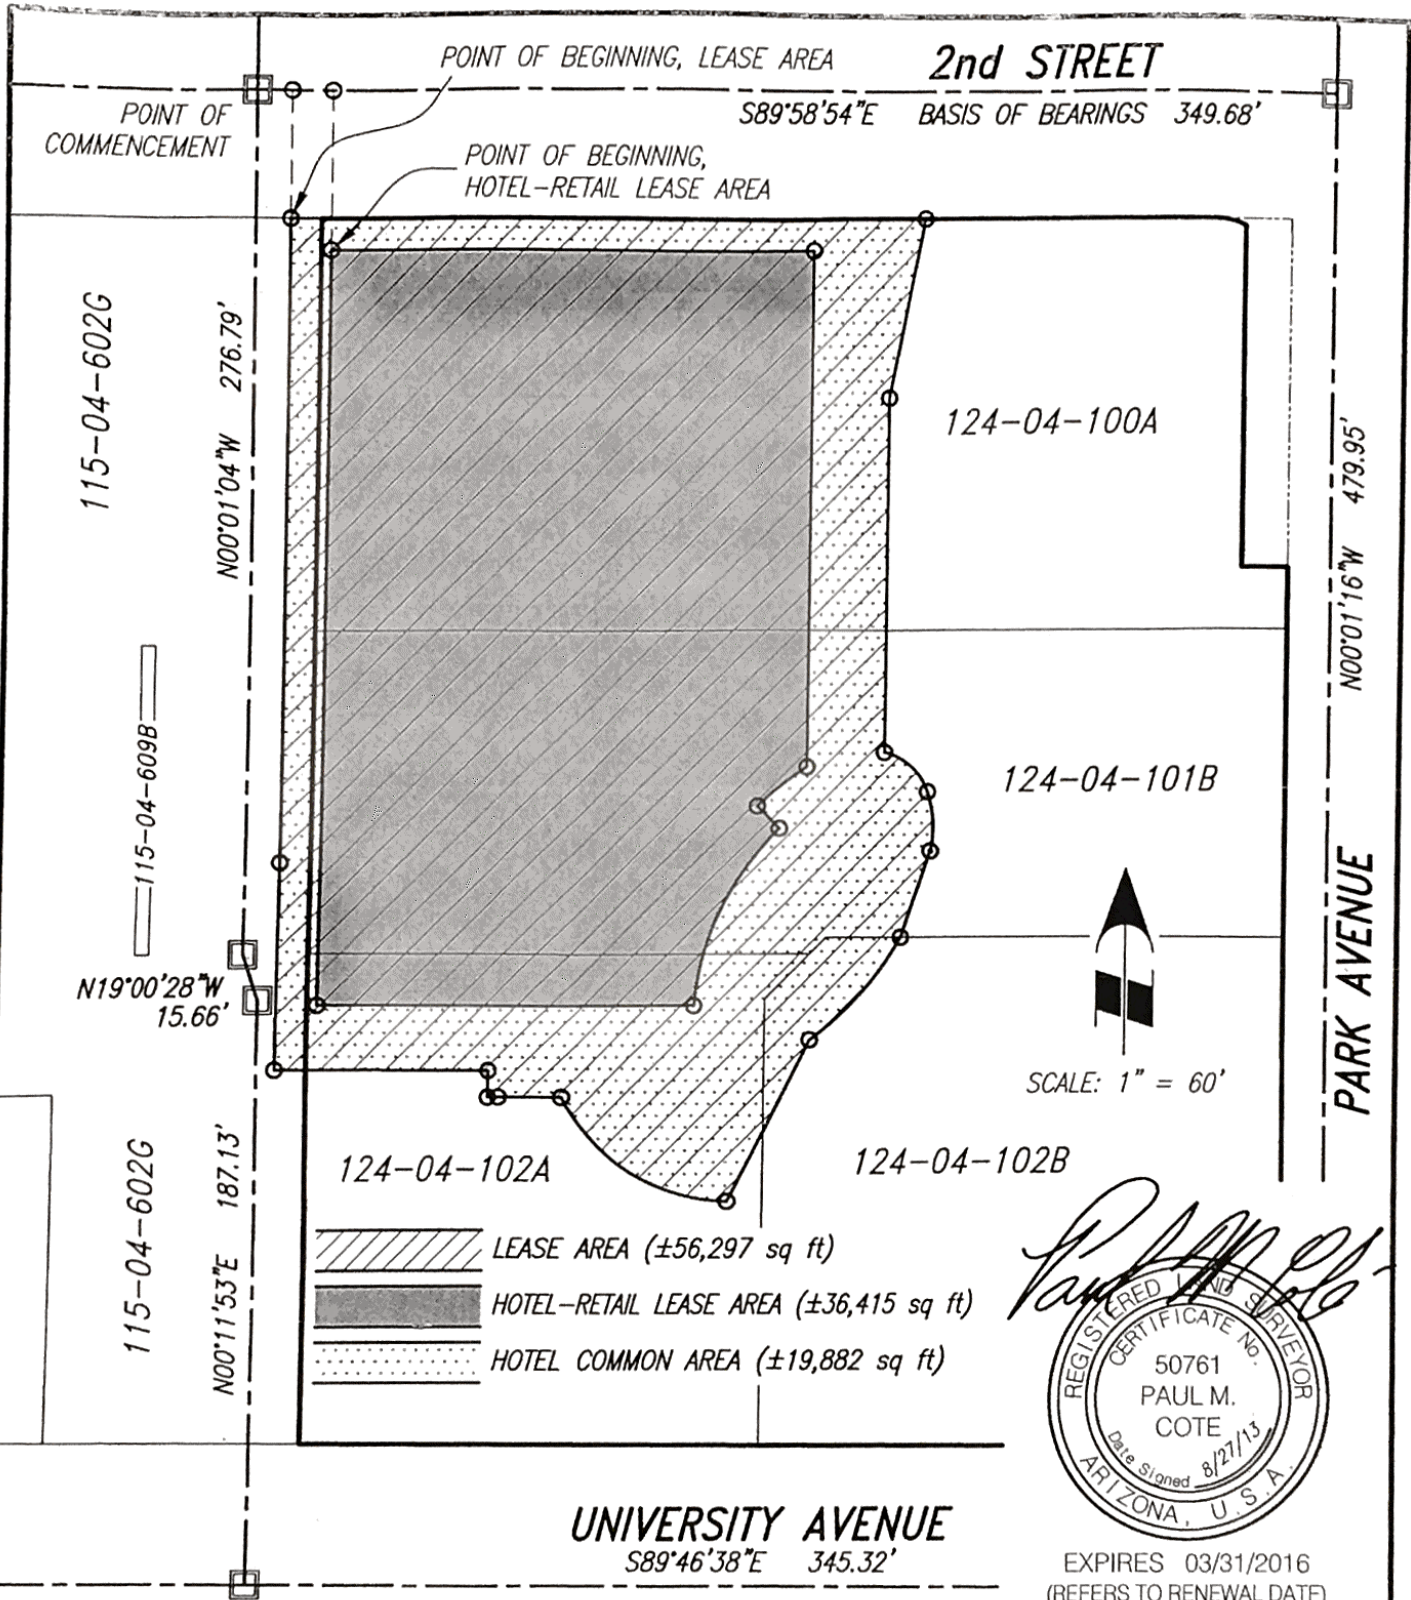 POINT OF BEGINNING, LEASE AREA
2nd STREET
S89°58'54"E BASIS OF BEARINGS 349.68'
POINT OF
COMMENCEMENT
POINT OF BEGINNING,
HOTEL-RETAIL LEASE AREA
115-04-602G
N00°01'04"W 276.79'
124-04-100A
N00°01'16"W 479.95'
115-04-609B
124-04-101B
PARK AVENUE
N19°00'28"W
15.66'
SCALE: 1" = 60'
115-04-602G
N00°11'53"E 187.13'
124-04-102A
124-04-102B
LEASE AREA (±56,297 sq ft)
HOTEL-RETAIL LEASE AREA (±36,415 sq ft)
HOTEL COMMON AREA (±19,882 sq ft)
Paul M Cote
REGISTERED LAND SURVEYOR
CERTIFICATE No.
50761
PAUL M.
COTE
Date Signed 8/27/13
ARIZONA, U.S.A.
EXPIRES 03/31/2016
(REFERS TO RENEWAL DATE)
UNIVERSITY AVENUE
S89°46'38"E 345.32'